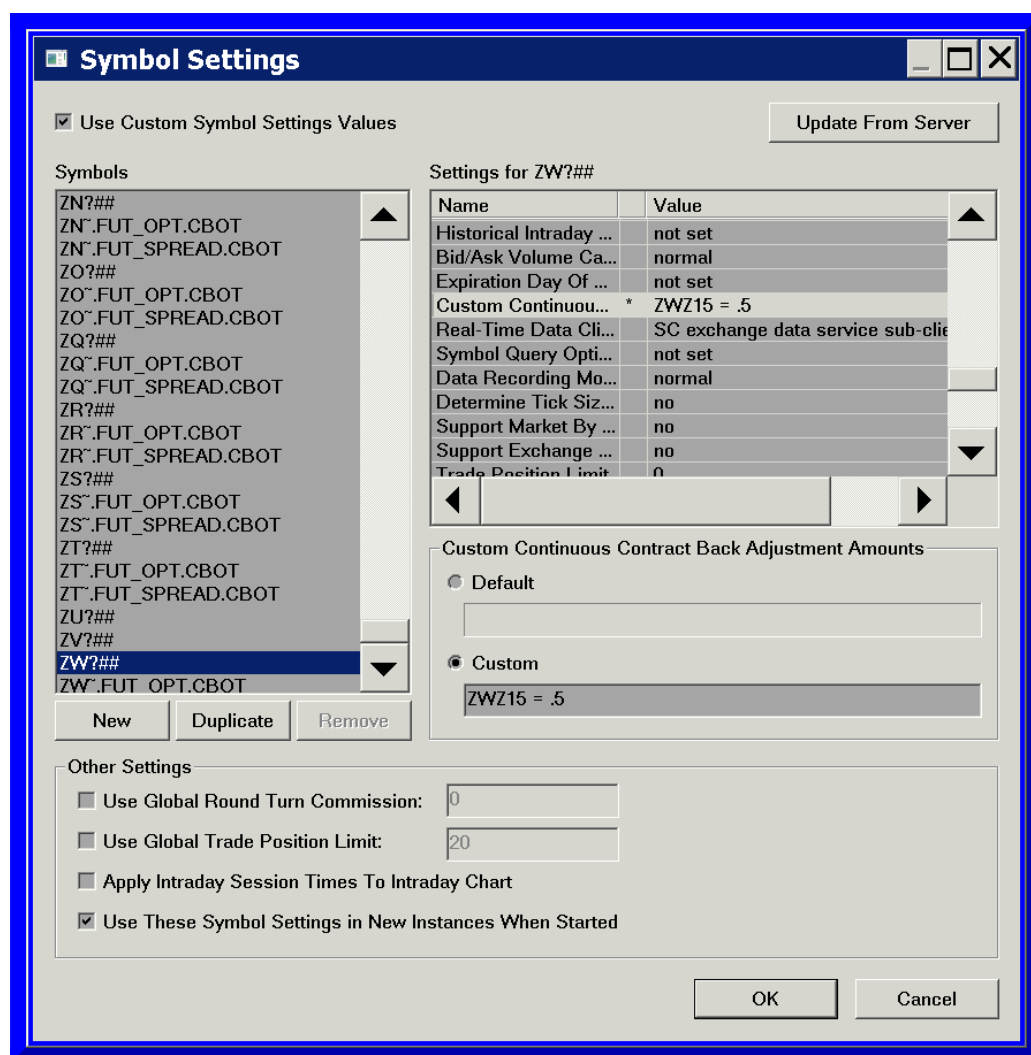 Symbol Settings
Use Custom Symbol Settings Values
Update From Server
Symbols
ZN?##
ZN~.FUT_OPT.CBOT
ZN~.FUT_SPREAD.CBOT
ZO?##
ZO~.FUT_OPT.CBOT
ZO~.FUT_SPREAD.CBOT
ZQ?##
ZQ~.FUT_OPT.CBOT
ZQ~.FUT_SPREAD.CBOT
ZR?##
ZR~.FUT_OPT.CBOT
ZR~.FUT_SPREAD.CBOT
ZS?##
ZS~.FUT_OPT.CBOT
ZS~.FUT_SPREAD.CBOT
ZT?##
ZT~.FUT_OPT.CBOT
ZT~.FUT_SPREAD.CBOT
ZU?##
ZV?##
ZW?##
ZW~.FUT_OPT.CBOT
New Duplicate Remove
Settings for ZW?##
Name Value
Historical Intraday ... not set
Bid/Ask Volume Ca... normal
Expiration Day Of ... not set
Custom Continuou... * ZWZ15 = .5
Real-Time Data Cli... SC exchange data service sub-clie
Symbol Query Opti... not set
Data Recording Mo... normal
Determine Tick Siz... no
Support Market By ... no
Support Exchange ... no
Trade Position Limit 0
Custom Continuous Contract Back Adjustment Amounts
Default
Custom
ZWZ15 = .5
Other Settings
Use Global Round Turn Commission: 0
Use Global Trade Position Limit: 20
Apply Intraday Session Times To Intraday Chart
Use These Symbol Settings in New Instances When Started
OK Cancel